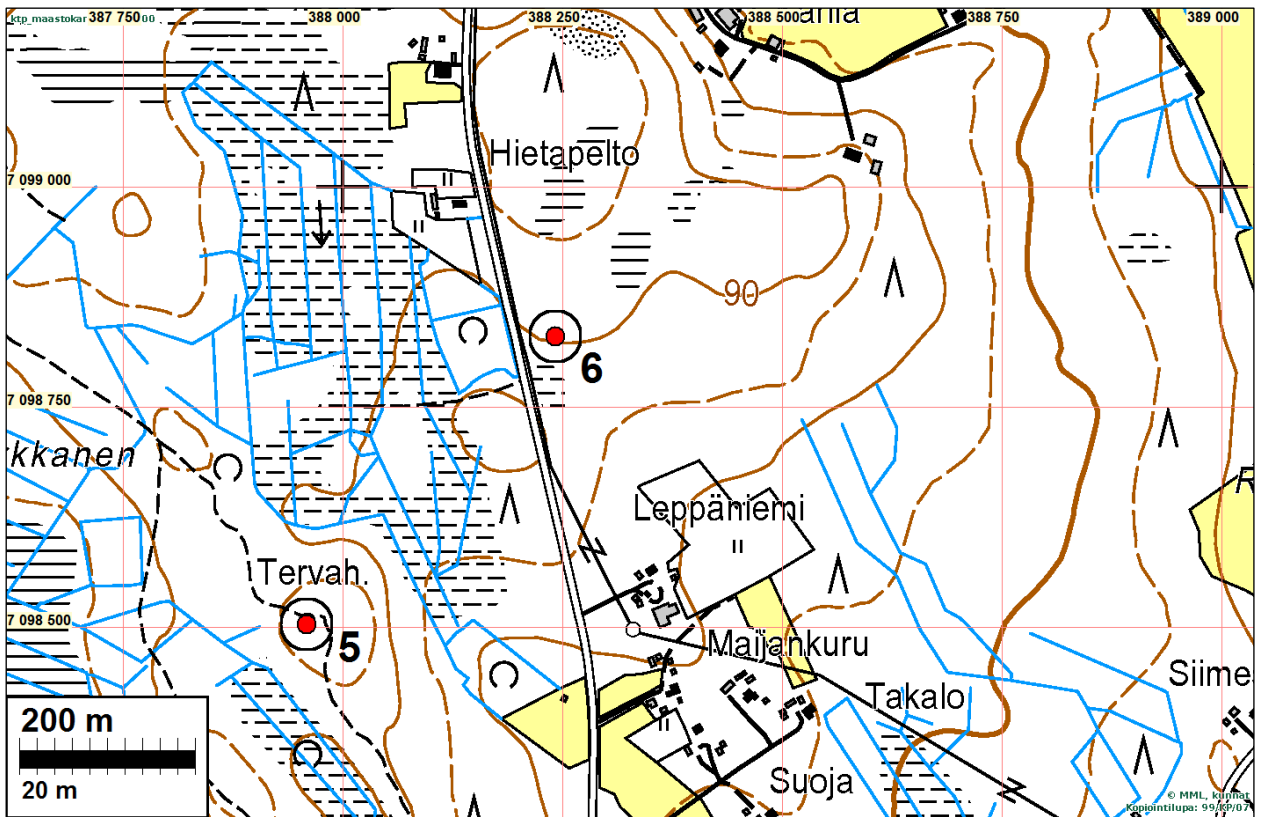 ktp_maastokar
00
387 750
388 000
388 250
388 500
388 750
389 000
Hietapelto
7 099 000
90
6
7 098 750
kkanen
Leppäniemi
Tervah.
7 098 500
5
Maijankuru
Siime
Takalo
200 m
20 m
Suoja
© MML, kunnat
Kopiointilupa: 99/KP/07